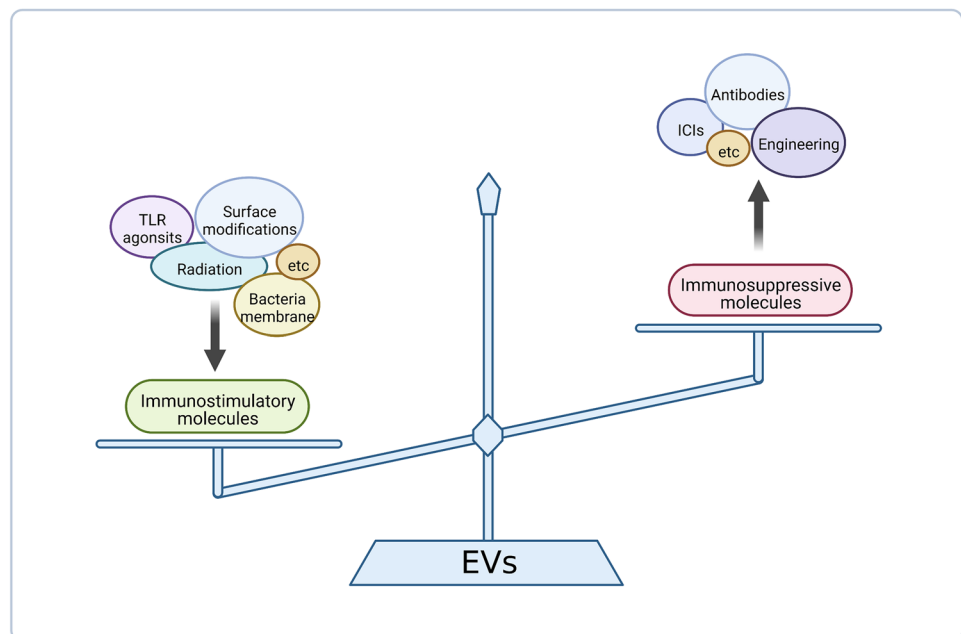 TLR
agonsits
Surface
modifications
Radiation
etc
Bacteria
membrane
Immunostimulatory
molecules
Antibodies
ICIs
etc
Engineering
Immunosuppressive
molecules
EVs